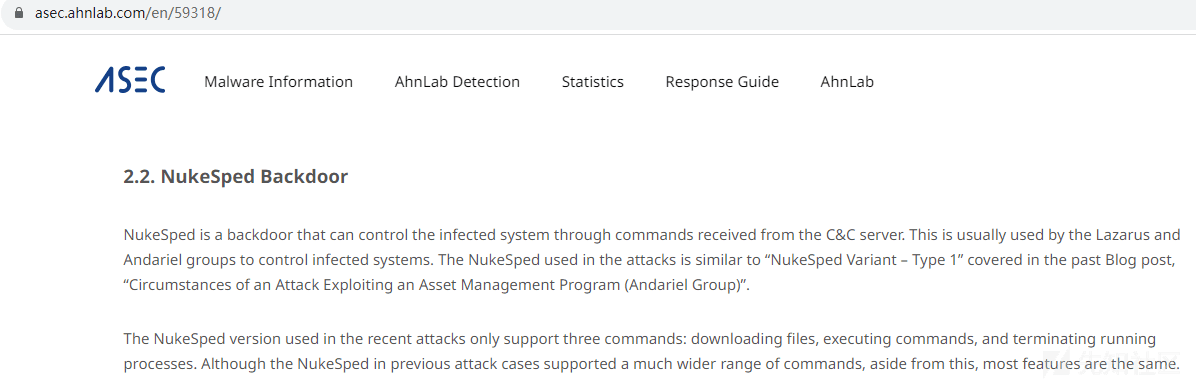 asec.ahnlab.com/en/59318/
ASEC Malware Information AhnLab Detection Statistics Response Guide AhnLab
2.2. NukeSped Backdoor
NukeSped is a backdoor that can control the infected system through commands received from the C&C server. This is usually used by the Lazarus and
Andariel groups to control infected systems. The NukeSped used in the attacks is similar to “NukeSped Variant – Type 1” covered in the past Blog post,
“Circumstances of an Attack Exploiting an Asset Management Program (Andariel Group)”.
The NukeSped version used in the recent attacks only support three commands: downloading files, executing commands, and terminating running
processes. Although the NukeSped in previous attack cases supported a much wider range of commands, aside from this, most features are the same.